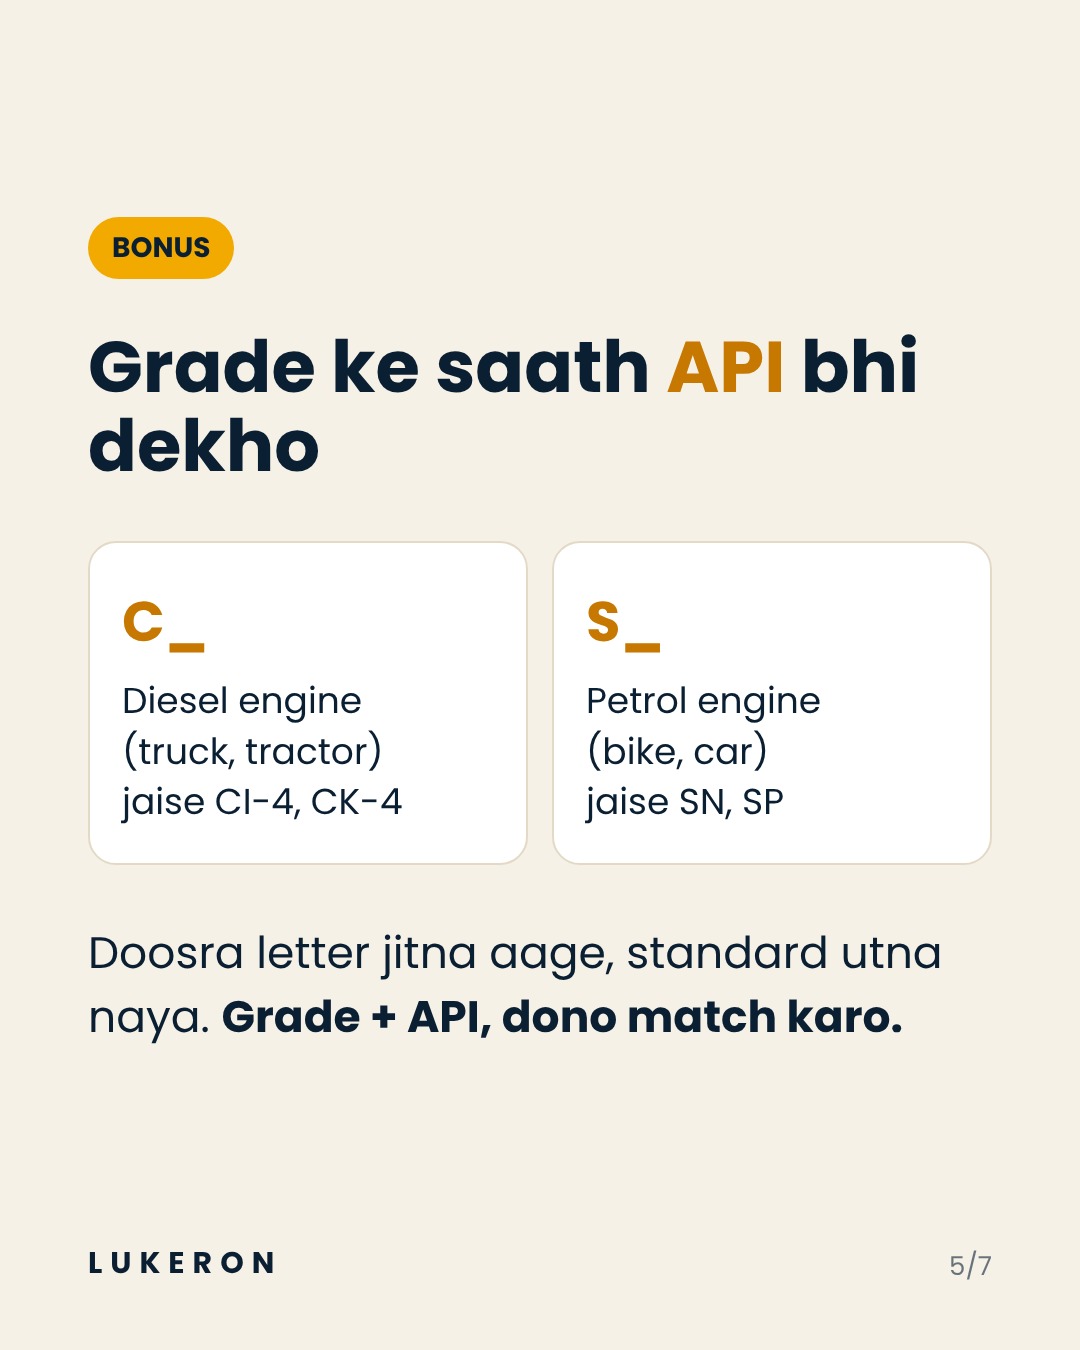 BONUS
Grade ke saath API bhi
dekho
C_
Diesel engine
(truck, tractor)
jaise CI-4, CK-4
S_
Petrol engine
(bike, car)
jaise SN, SP
Doosra letter jitna aage, standard utna
naya. Grade + API, dono match karo.
LUKERON
5/7